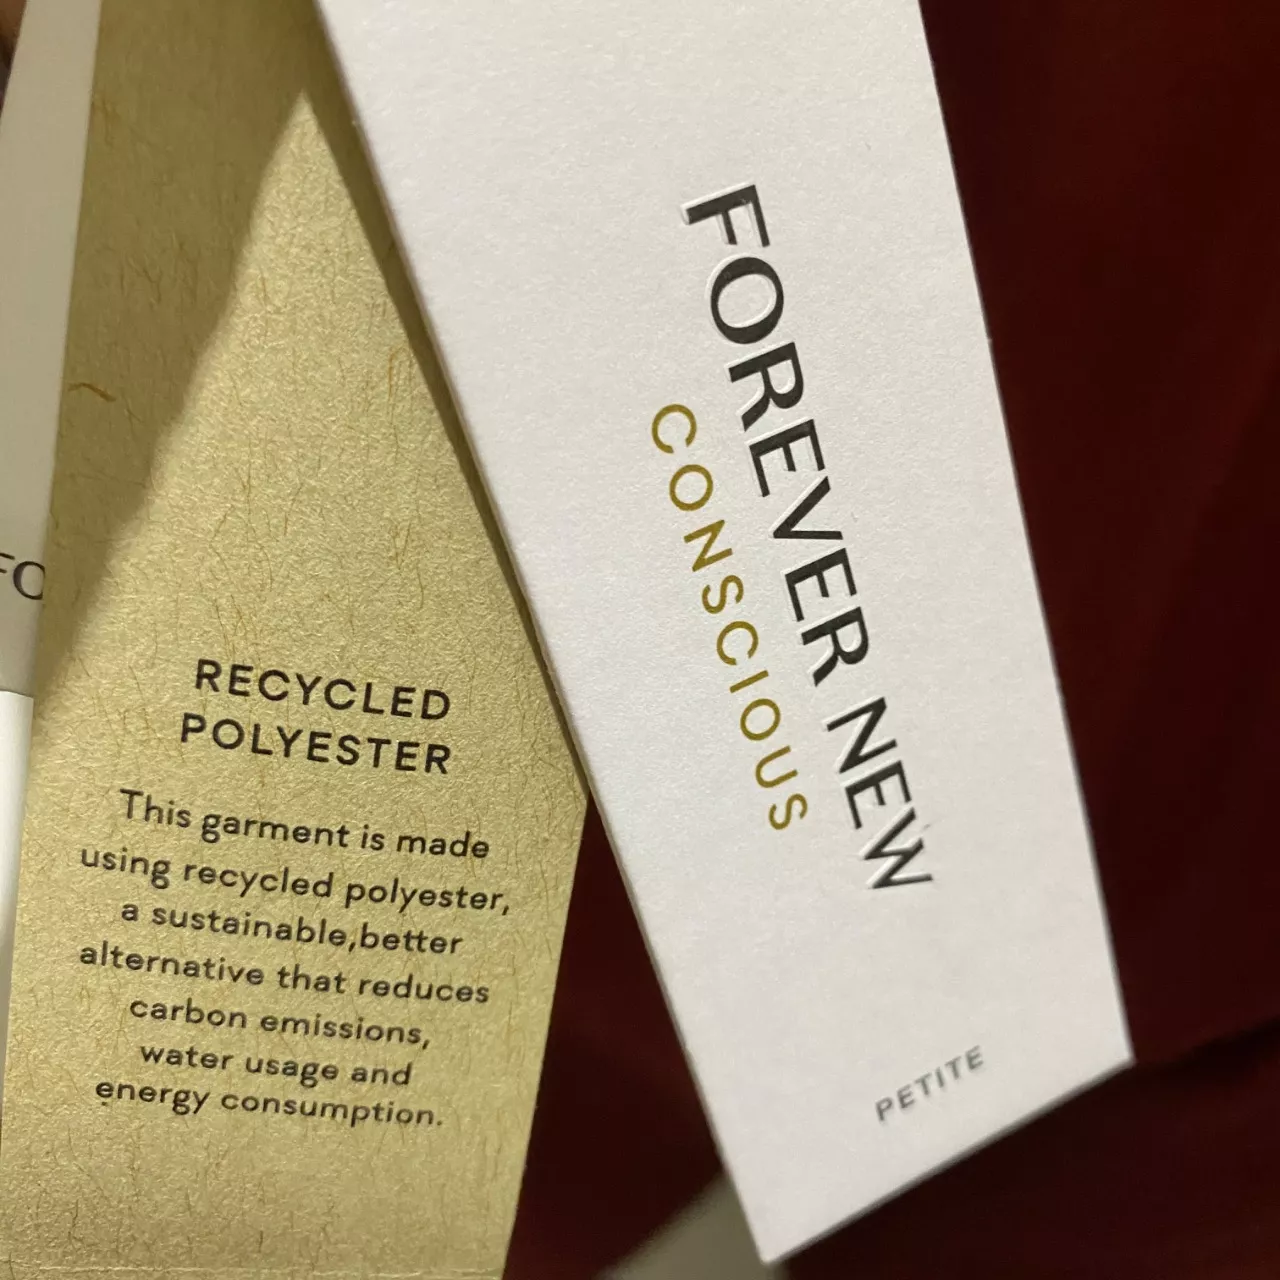 FO
RECYCLED
POLYESTER
This garment is made
using recycled polyester,
a sustainable,better
alternative that reduces
carbon emissions,
water usage and
energy consumption.
FOREVER NEW
CONSCIOUS
PETITE